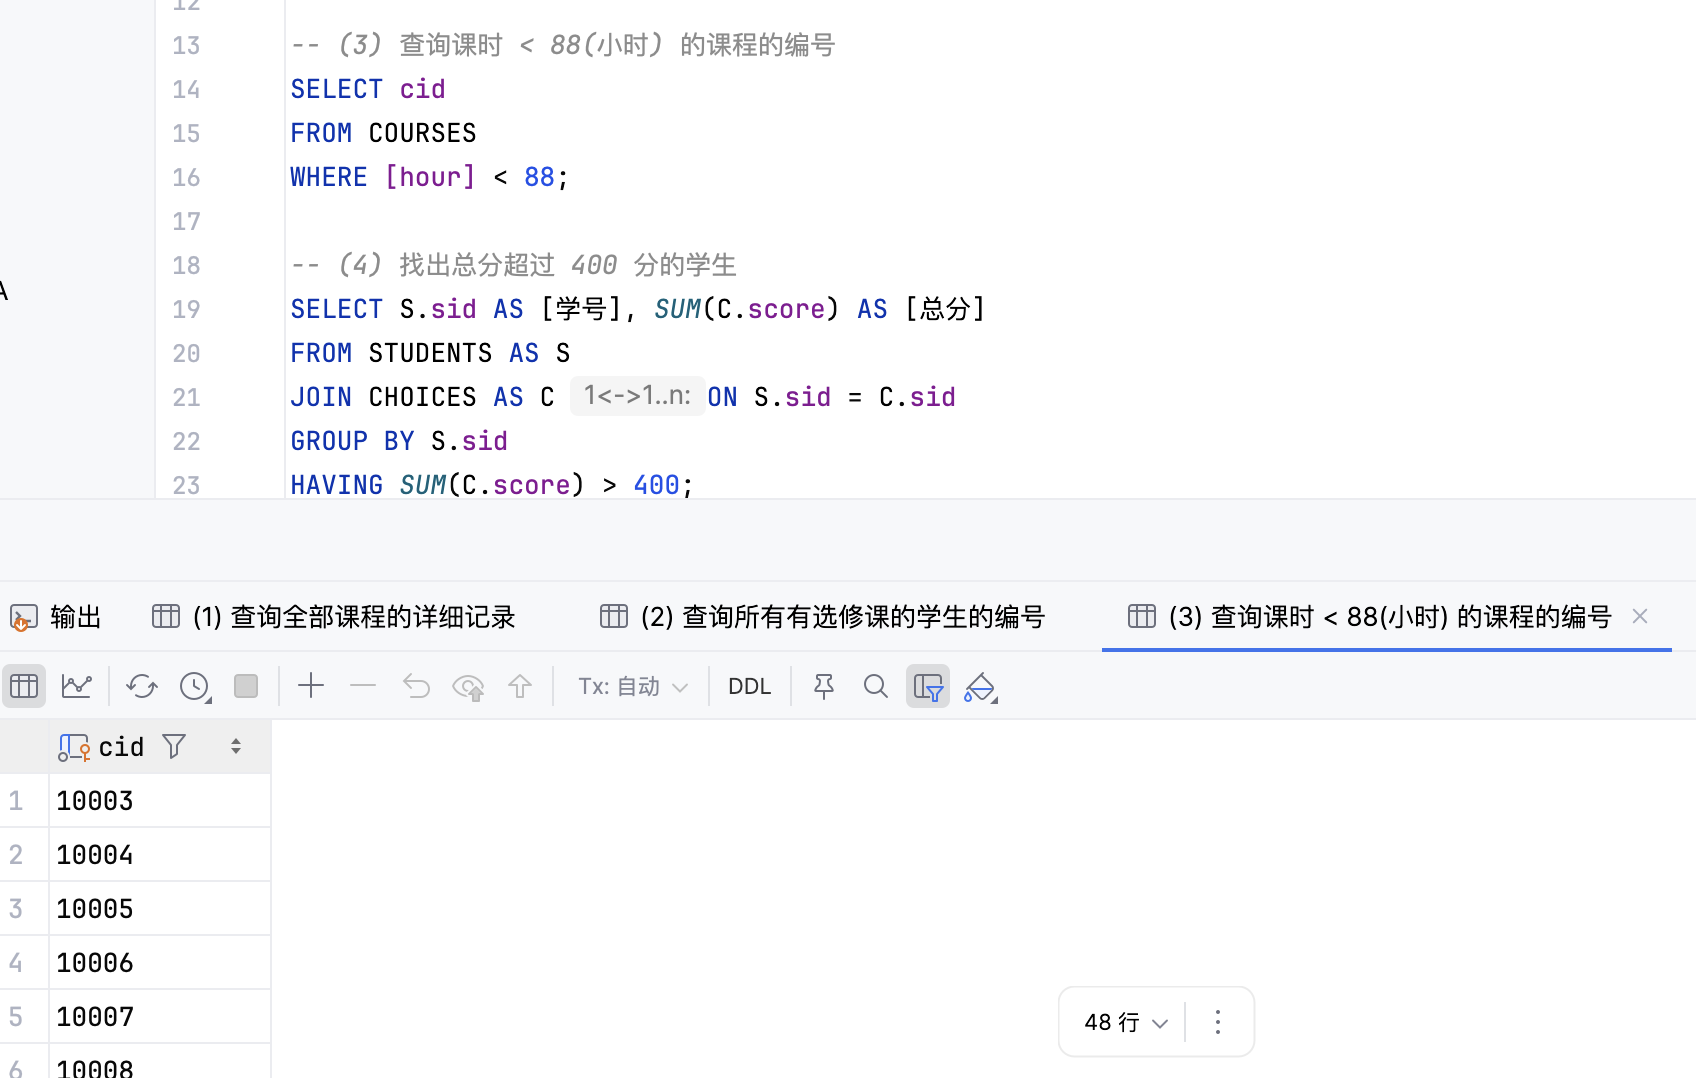 12
13 -- (3) 查询课时 < 88(小时) 的课程的编号
14 SELECT cid
15 FROM COURSES
16 WHERE [hour] < 88;
17
18 -- (4) 找出总分超过 400 分的学生
A
19 SELECT S.sid AS [学号], SUM(C.score) AS [总分]
20 FROM STUDENTS AS S
21 JOIN CHOICES AS C 1<->1..n: ON S.sid = C.sid
22 GROUP BY S.sid
23 HAVING SUM(C.score) > 400;
输出 (1) 查询全部课程的详细记录 (2) 查询所有有选修课的学生的编号 (3) 查询课时 < 88(小时) 的课程的编号
Tx: 自动 DDL
cid
1 10003
2 10004
3 10005
4 10006
5 10007
48 行
6 10008